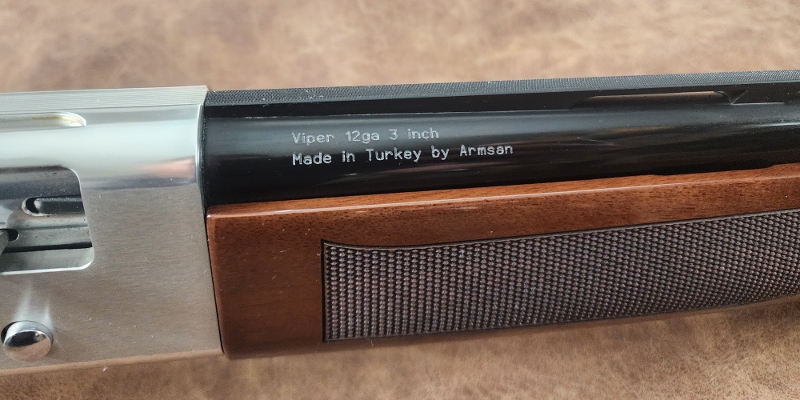 Viper 12ga 3 inch
Made in Turkey by Armsan